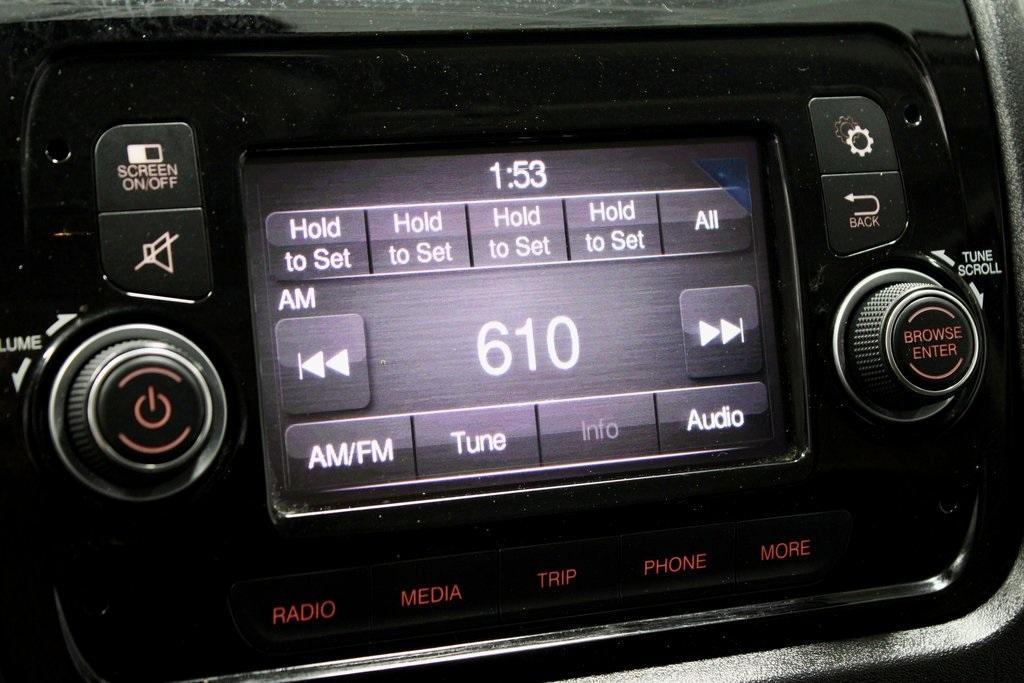 1:53
SCREEN
ON/OFF
Hold
to Set
Hold
to Set
Hold
to Set
Hold
to Set
All
BACK
TUNE
SCROLL
AM
610
BROWSE
ENTER
LUME
AM/FM
Tune
Info
Audio
RADIO
MEDIA
TRIP
PHONE
MORE